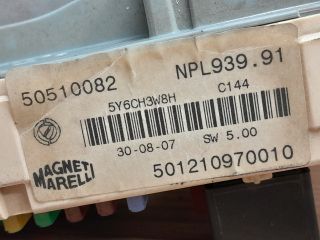 50510082 NPL939.91
5Y6CH3W8H C144
30-08-07 SW 5.00
MAGNETI MARELLI 501210970010